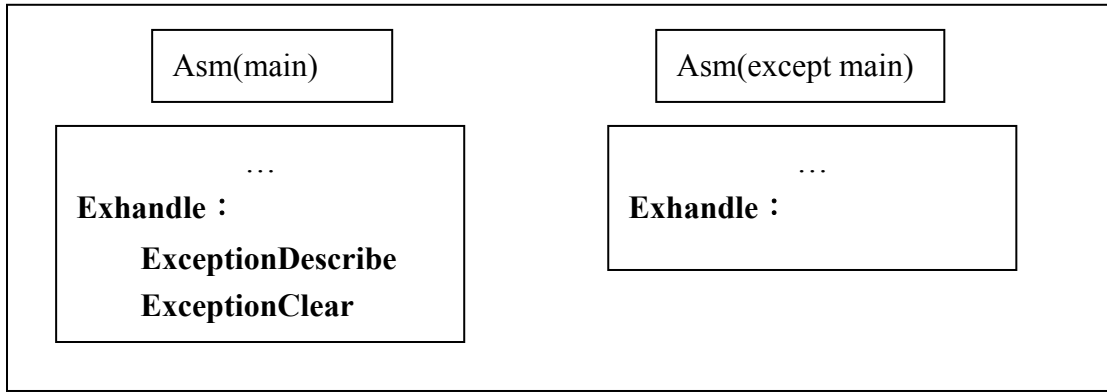 Asm(main)
Asm(except main)
…
Exhandle：
ExceptionDescribe
ExceptionClear
…
Exhandle：